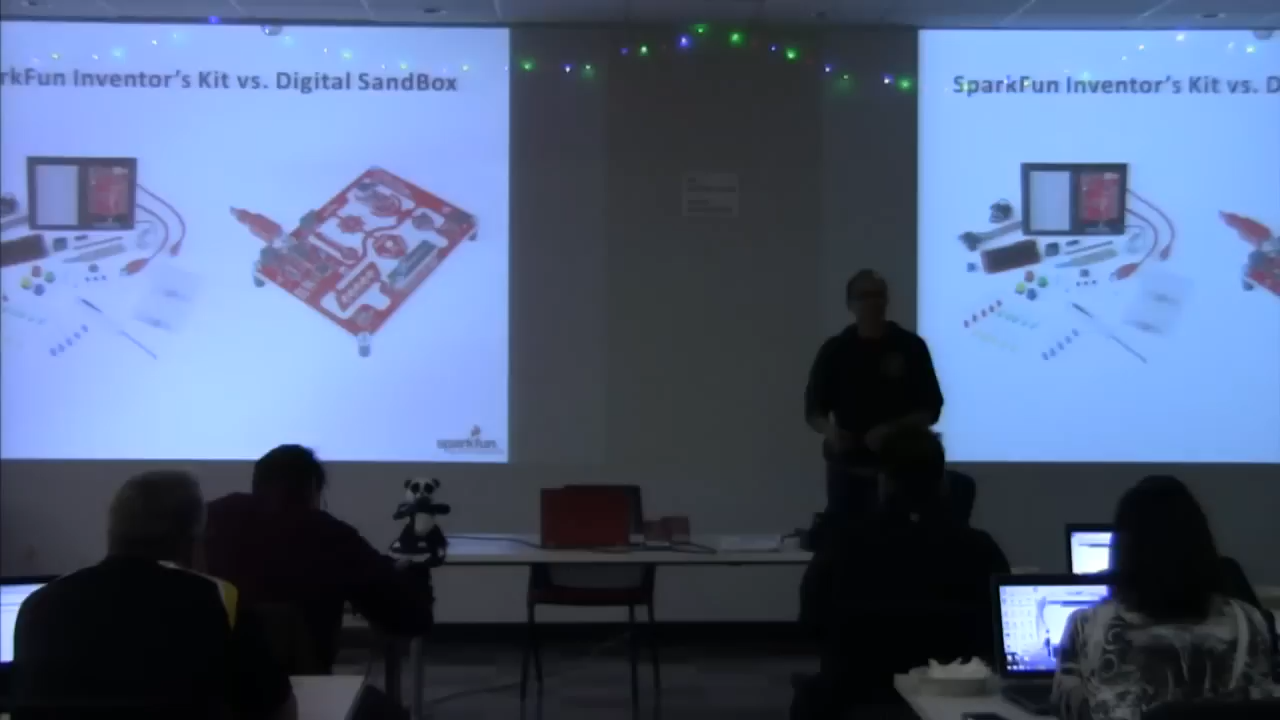 rkFun Inventor's Kit vs. Digital SandBox
sparkfun
SparkFun Inventor's Kit vs. D